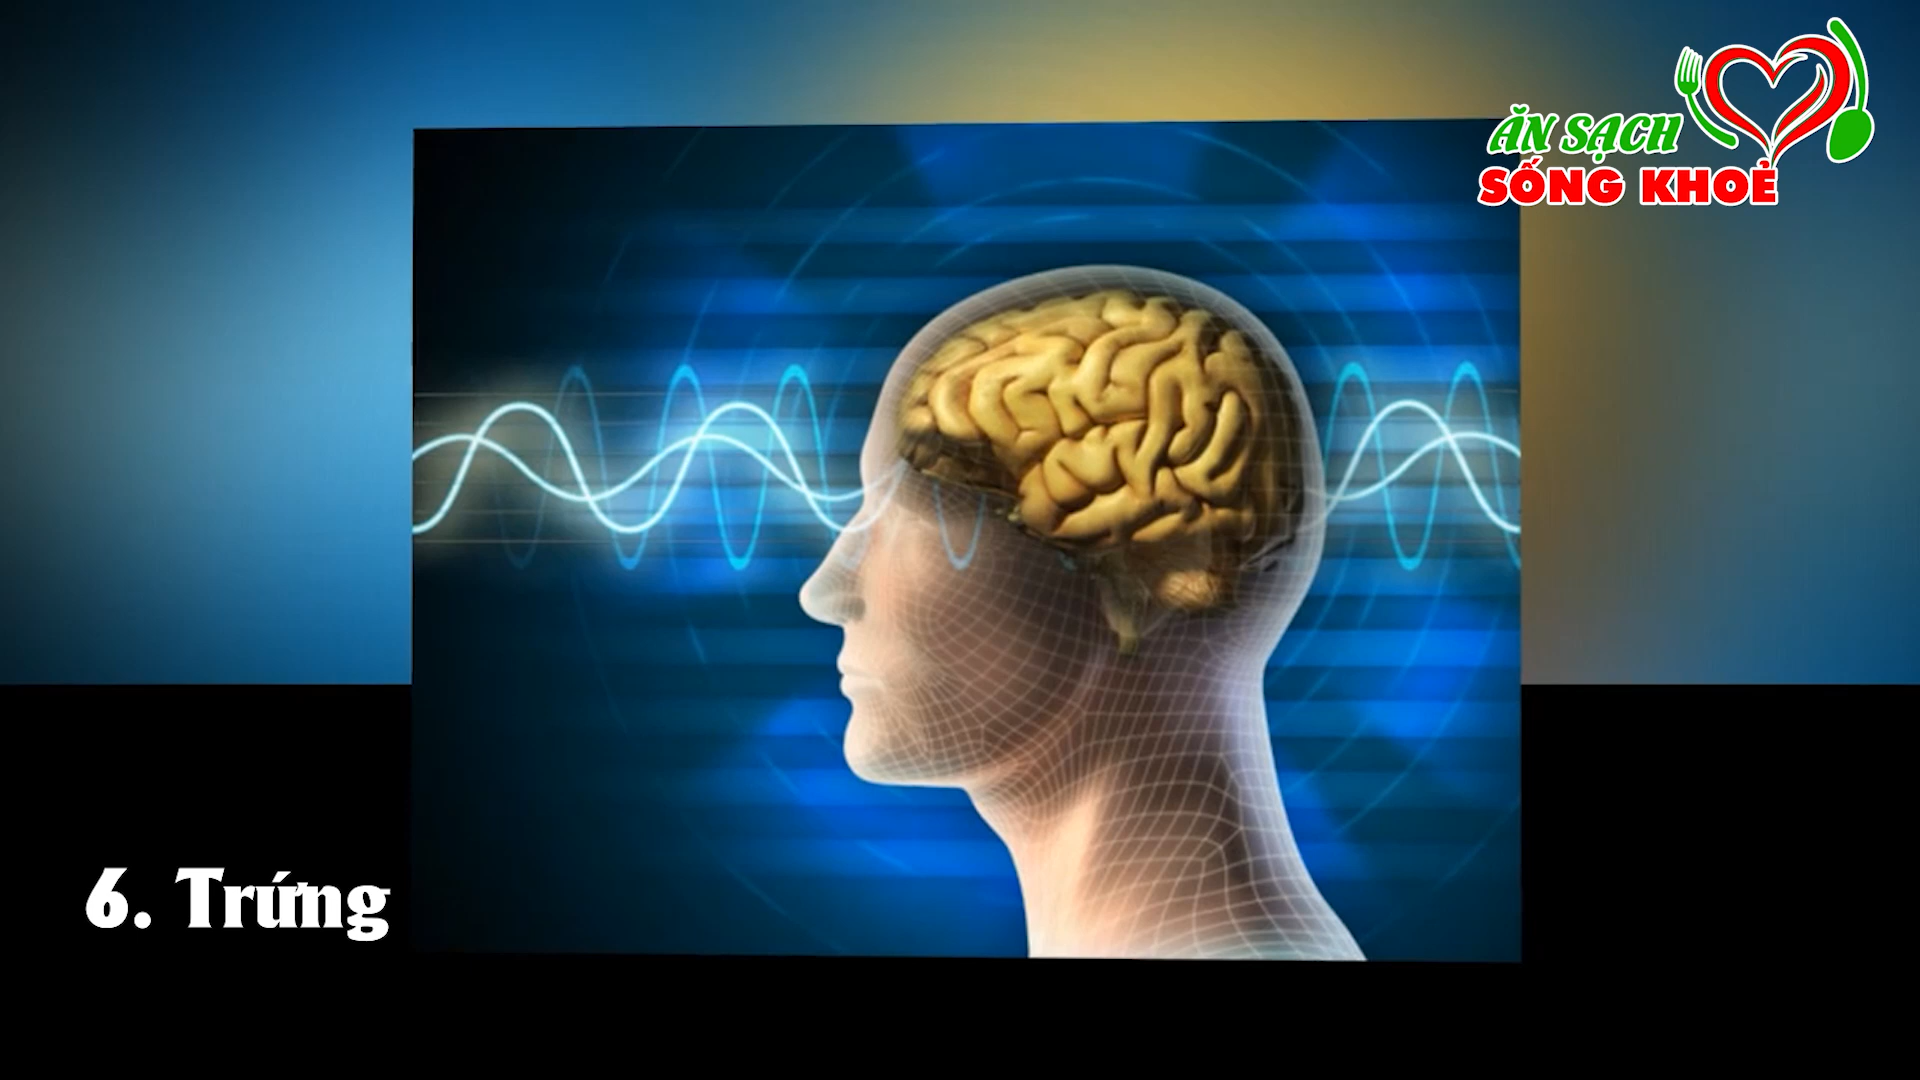 ĂN SẠCH
SỐNG KHOẺ
6. Trứng